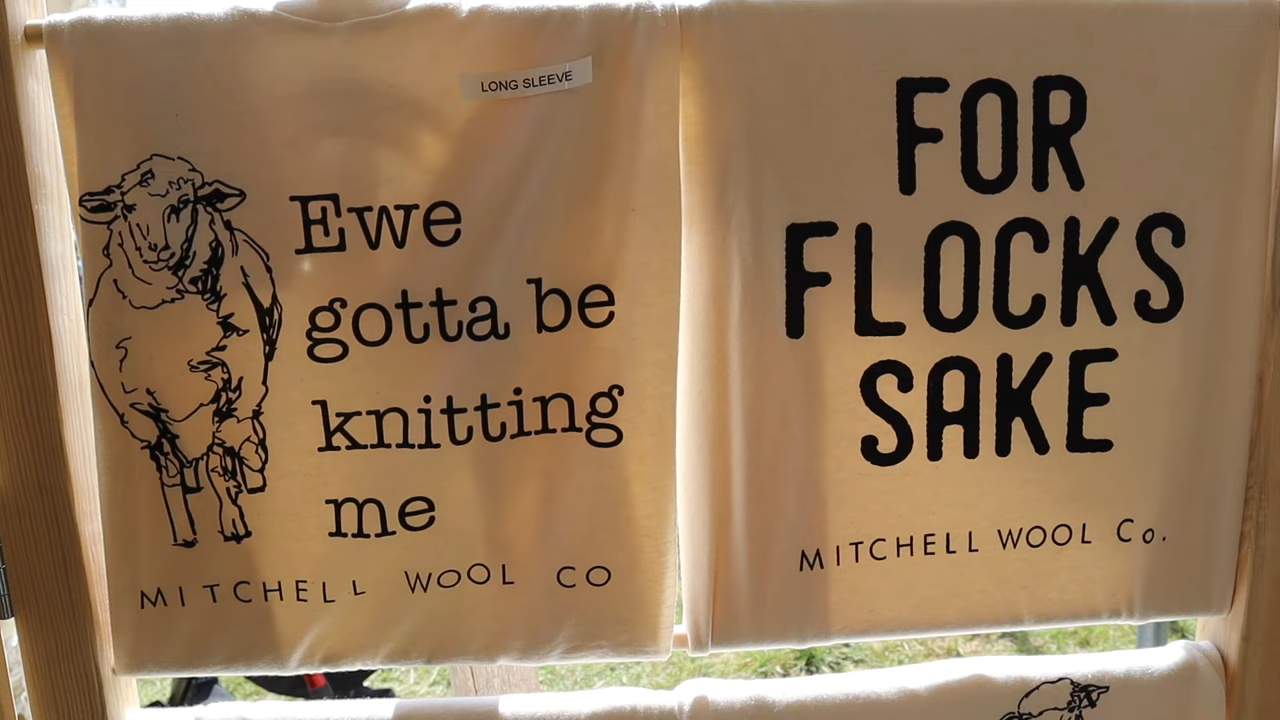 LONG SLEEVE
Ewe
gotta be
knitting
me
MITCHELL WOOL CO
FOR
FLOCKS
SAKE
MITCHELL WOOL Co.